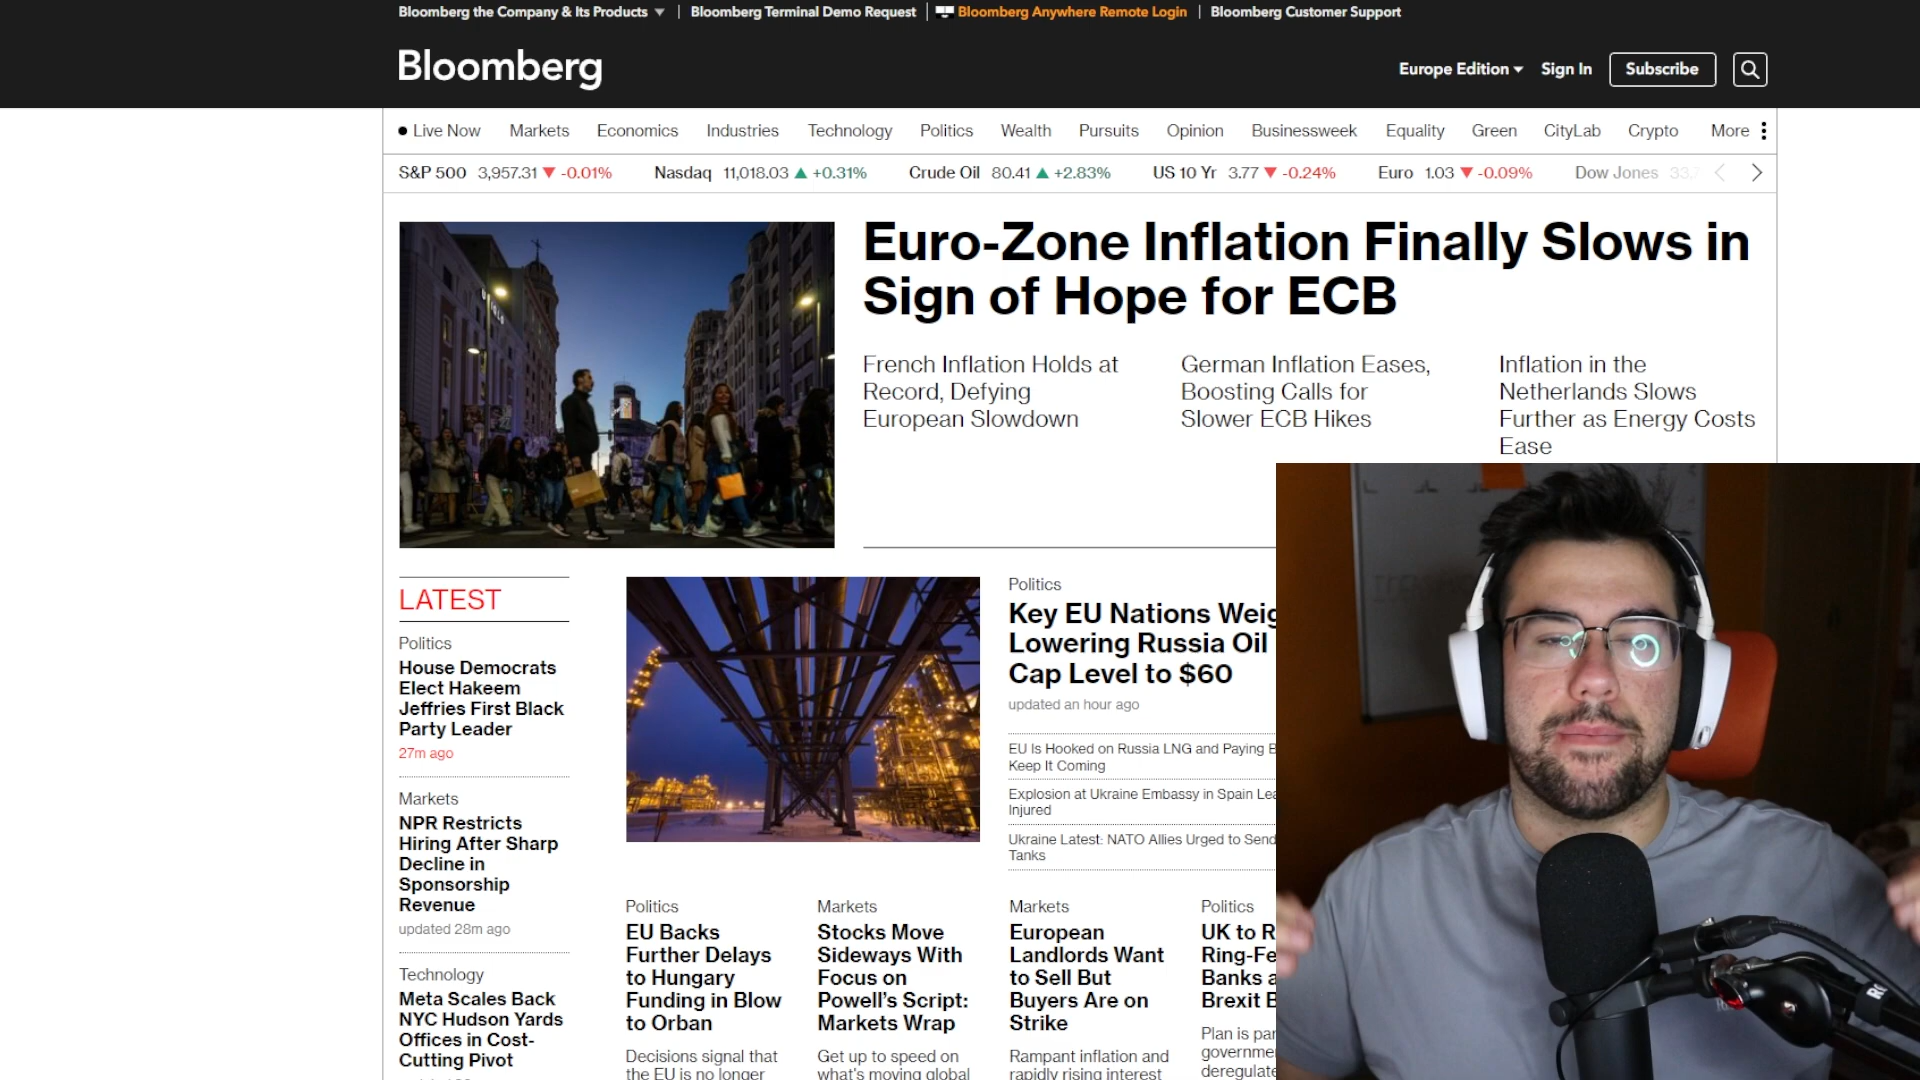 Bloomberg the Company & Its Products
Bloomberg Terminal Demo Request
Bloomberg Anywhere Remote Login
Bloomberg Customer Support
Bloomberg
Europe Edition
Sign In
Subscribe
Live Now
Markets
Economics
Industries
Technology
Politics
Wealth
Pursuits
Opinion
Businessweek
Equality
Green
CityLab
Crypto
More
S&P 500 3,957.31 ▼ -0.01%
Nasdaq 11,018.03 ▲ +0.31%
Crude Oil 80.41 ▲ +2.83%
US 10 Yr 3.77 ▼ -0.24%
Euro 1.03 ▼ -0.09%
Dow Jones 33,7
Euro-Zone Inflation Finally Slows in
Sign of Hope for ECB
French Inflation Holds at
Record, Defying
European Slowdown
German Inflation Eases,
Boosting Calls for
Slower ECB Hikes
Inflation in the
Netherlands Slows
Further as Energy Costs
Ease
LATEST
Politics
House Democrats
Elect Hakeem
Jeffries First Black
Party Leader
27m ago
Markets
NPR Restricts
Hiring After Sharp
Decline in
Sponsorship
Revenue
updated 28m ago
Technology
Meta Scales Back
NYC Hudson Yards
Offices in Cost-
Cutting Pivot
Politics
Key EU Nations Weig
Lowering Russia Oil
Cap Level to $60
updated an hour ago
EU Is Hooked on Russia LNG and Paying B
Keep It Coming
Explosion at Ukraine Embassy in Spain Lea
Injured
Ukraine Latest: NATO Allies Urged to Send
Tanks
Politics
EU Backs
Further Delays
to Hungary
Funding in Blow
to Orban
Decisions signal that
the EU is no longer
Markets
Stocks Move
Sideways With
Focus on
Powell's Script:
Markets Wrap
Get up to speed on
what's moving global
Markets
European
Landlords Want
to Sell But
Buyers Are on
Strike
Rampant inflation and
rapidly rising interest
Politics
UK to R
Ring-Fe
Banks a
Brexit B
Plan is par
governme
deregulate